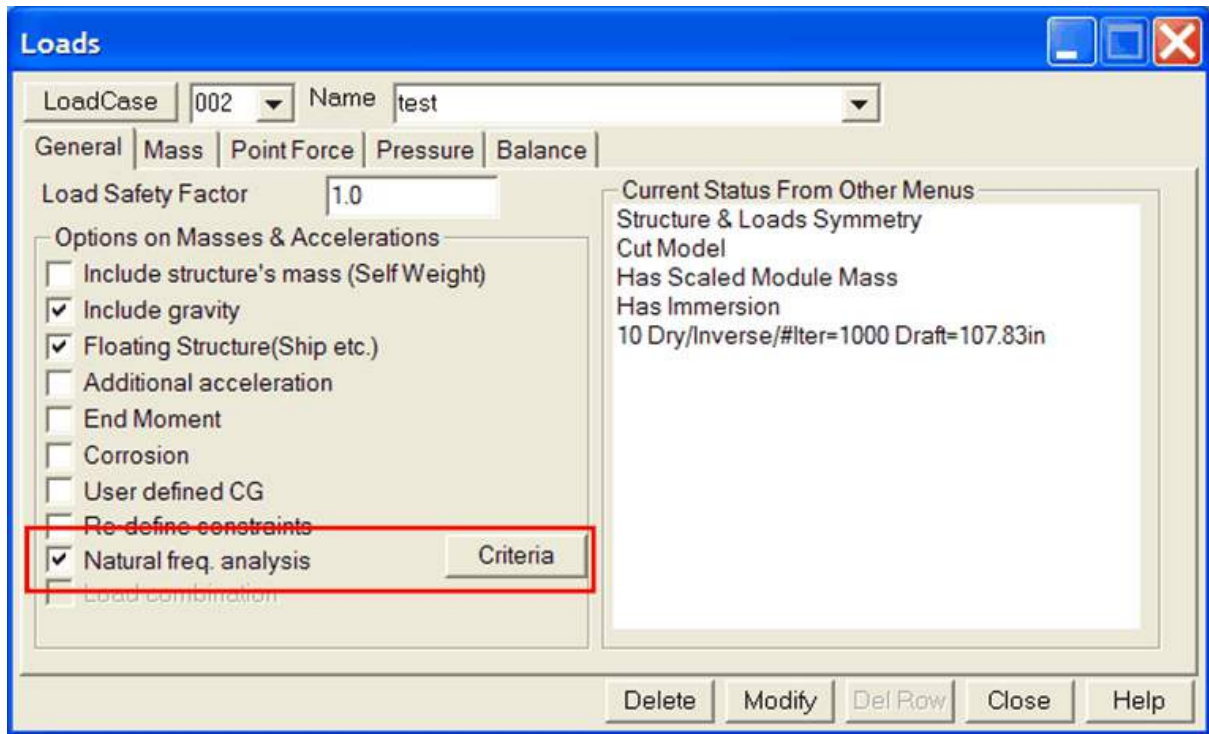 Loads
LoadCase 002 Name test
General Mass Point Force Pressure Balance
Load Safety Factor 1.0
Options on Masses & Accelerations
Include structure's mass (Self Weight)
Include gravity
Floating Structure(Ship etc.)
Additional acceleration
End Moment
Corrosion
User defined CG
Re-define constraints
Natural freq. analysis Criteria
Load combination
Current Status From Other Menus
Structure & Loads Symmetry
Cut Model
Has Scaled Module Mass
Has Immersion
10 Dry/Inverse/#Iter=1000 Draft=107.83in
Delete Modify Del Row Close Help